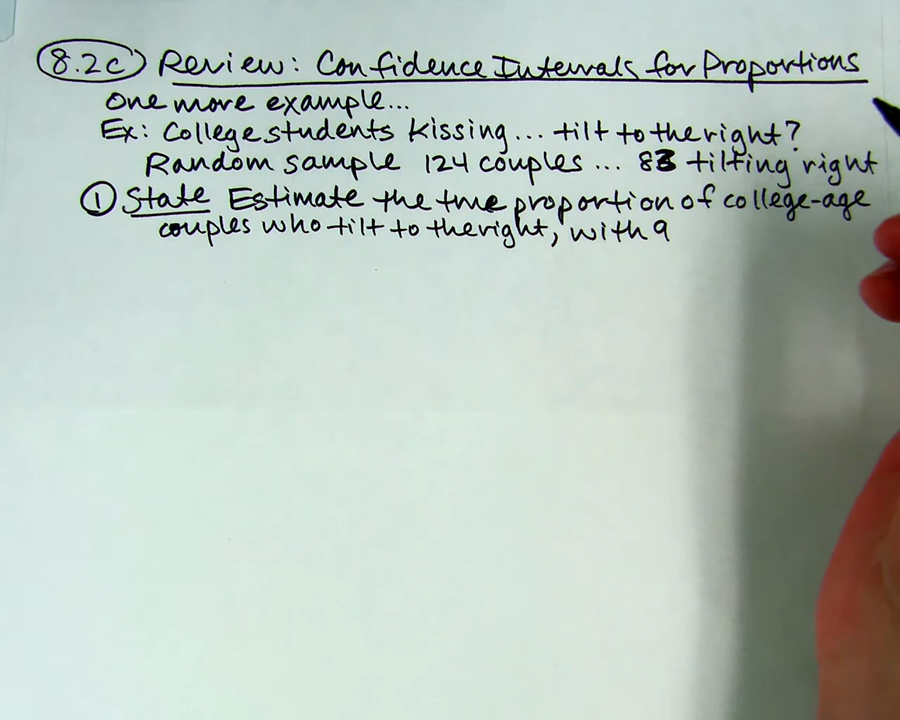 8.2c Review: Confidence Intervals for Proportions
One more example...
Ex: College students kissing... tilt to the right?
Random sample 124 couples... 83 tilting right
① State Estimate the true proportion of college-age
couples who tilt to the right, with 9